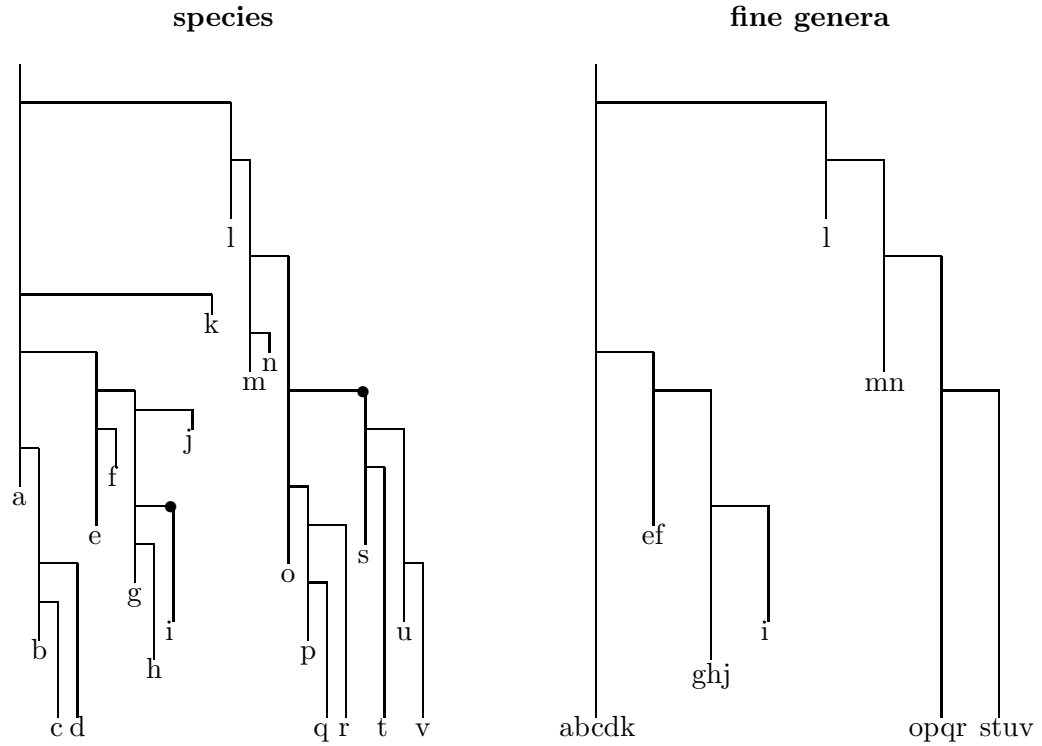 species fine genera
l l
k
n
m mn
j
f
a
e ef
s
o
g
i i
u
b p
h ghj
c d q r t v abcdk opqr stuv